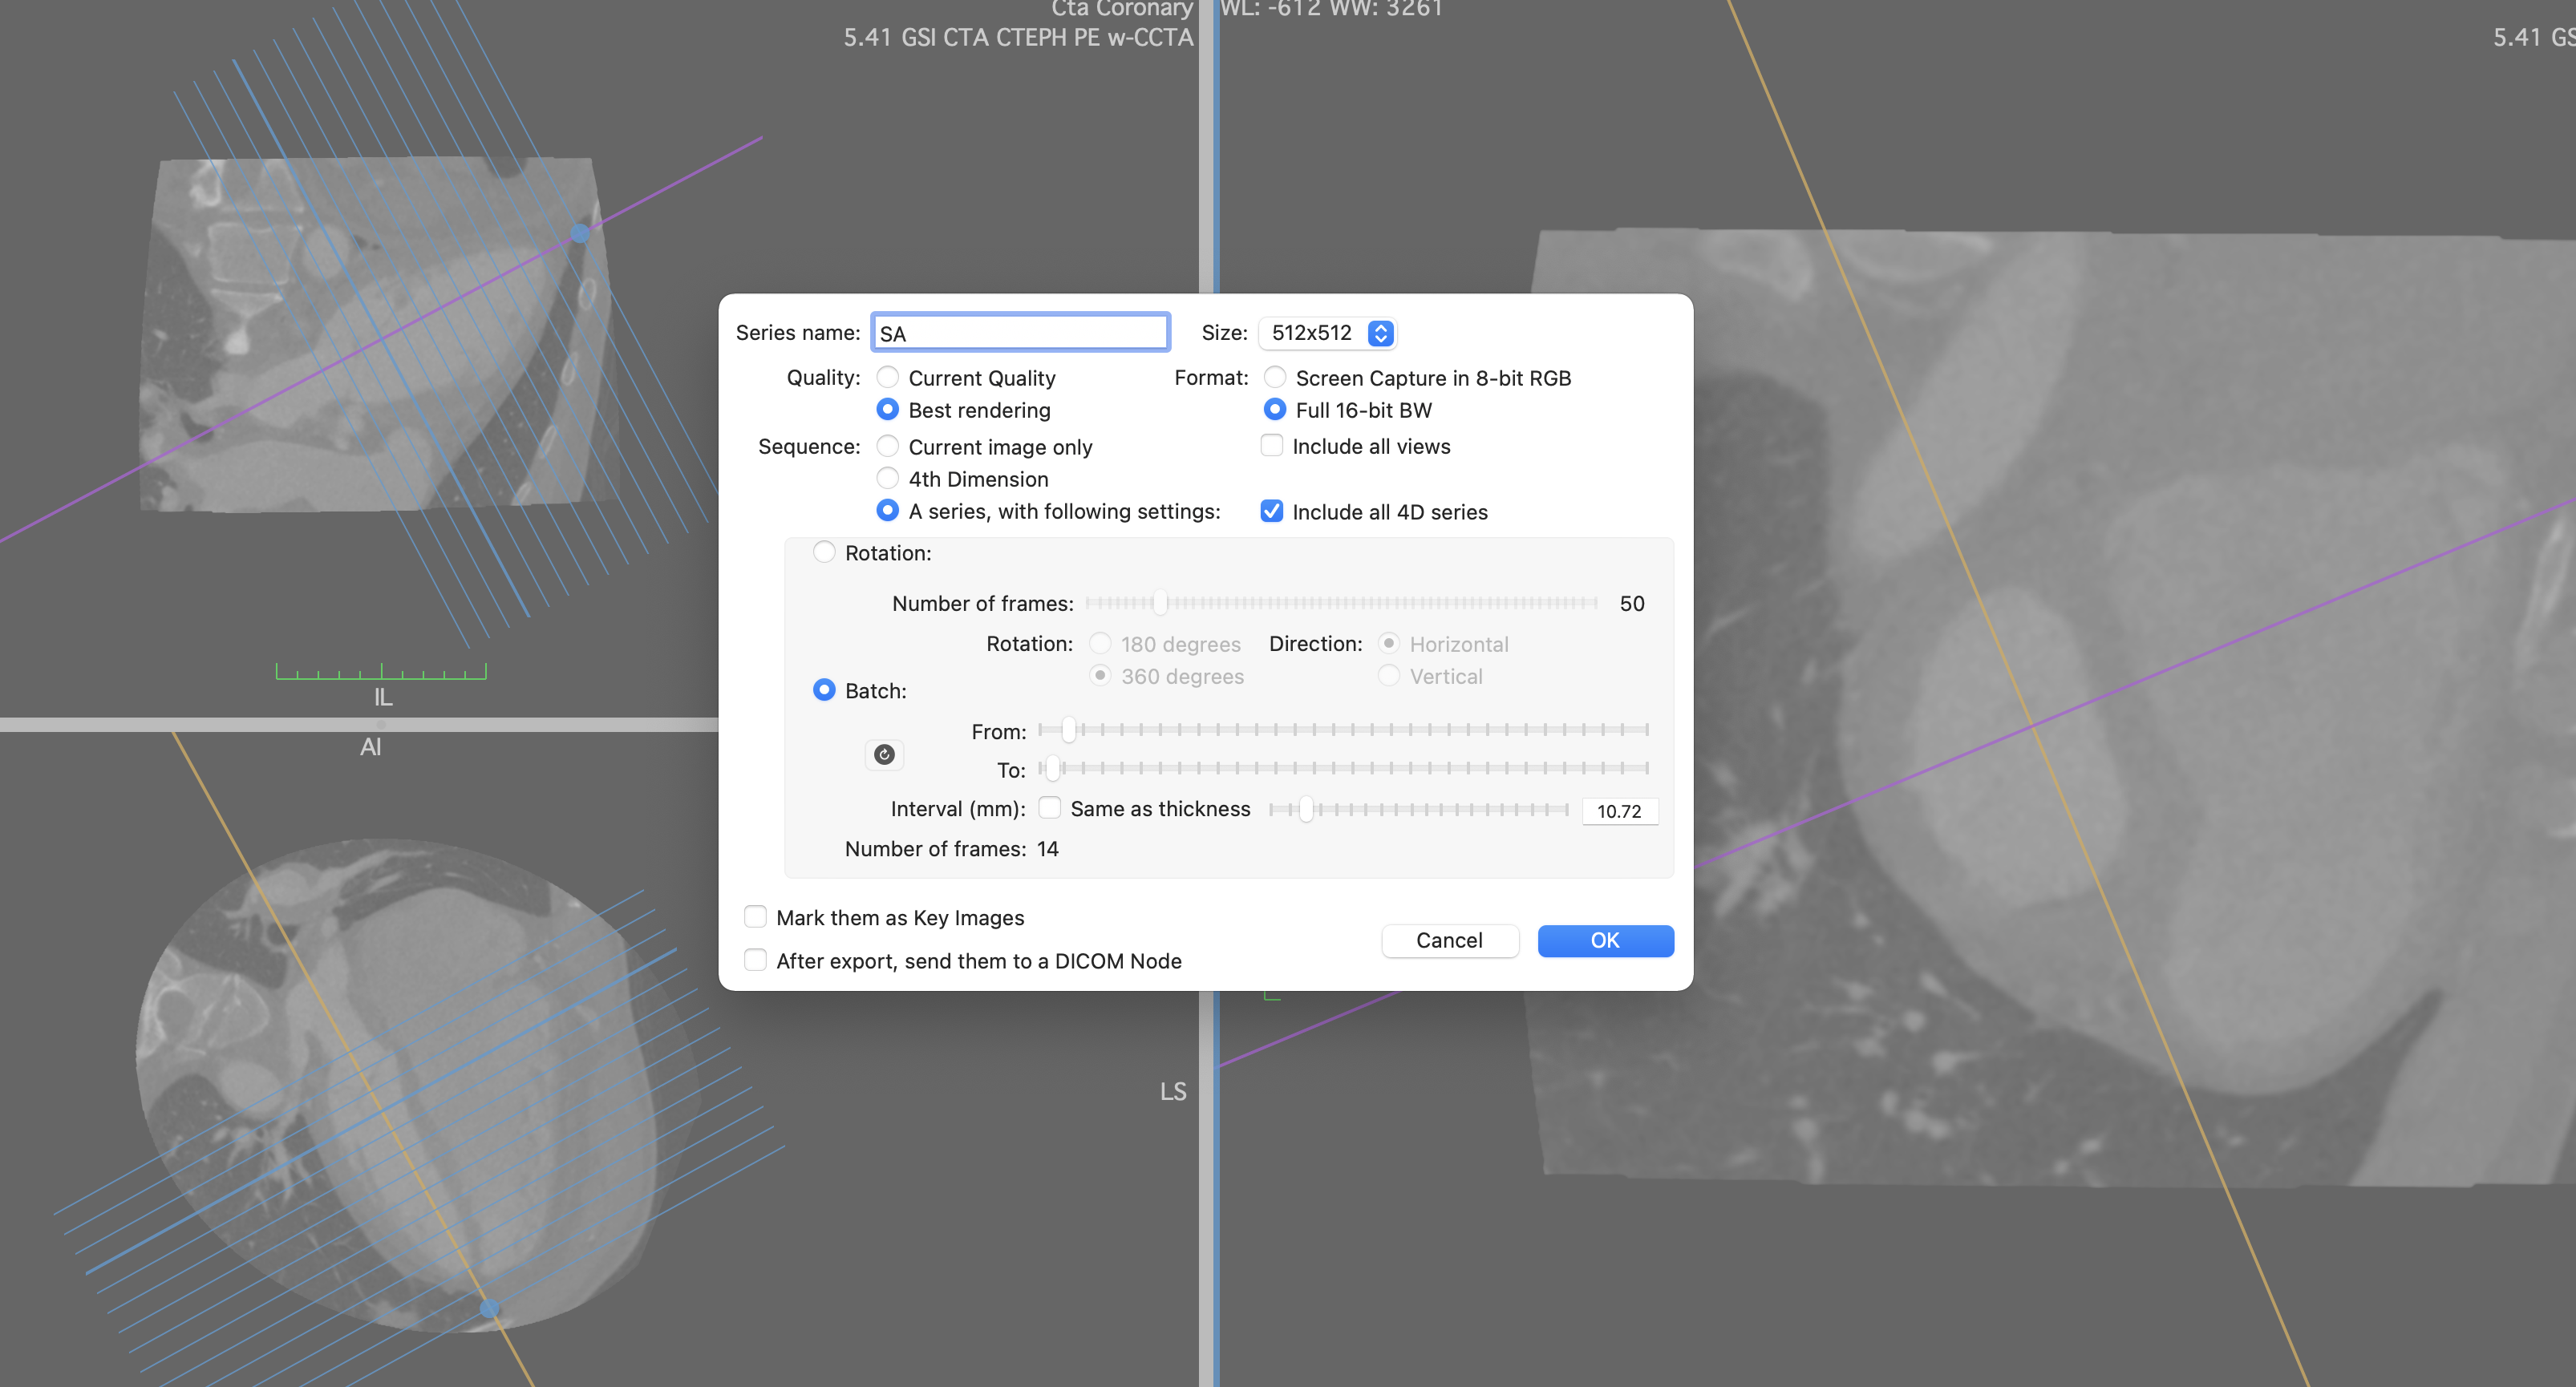 Cta Coronary
5.41 GSI CTA CTEPH PE w-CCTA
WL: -612 WW: 3261
5.41 GS
Series name: SA
Size: 512x512
Quality: Current Quality
Best rendering
Format: Screen Capture in 8-bit RGB
Full 16-bit BW
Sequence: Current image only
4th Dimension
A series, with following settings:
Include all views
Include all 4D series
Rotation:
Number of frames: 50
Rotation: 180 degrees
360 degrees
Direction: Horizontal
Vertical
Batch:
From:
To:
Interval (mm): Same as thickness 10.72
Number of frames: 14
Mark them as Key Images
After export, send them to a DICOM Node
Cancel
OK
IL
AI
LS